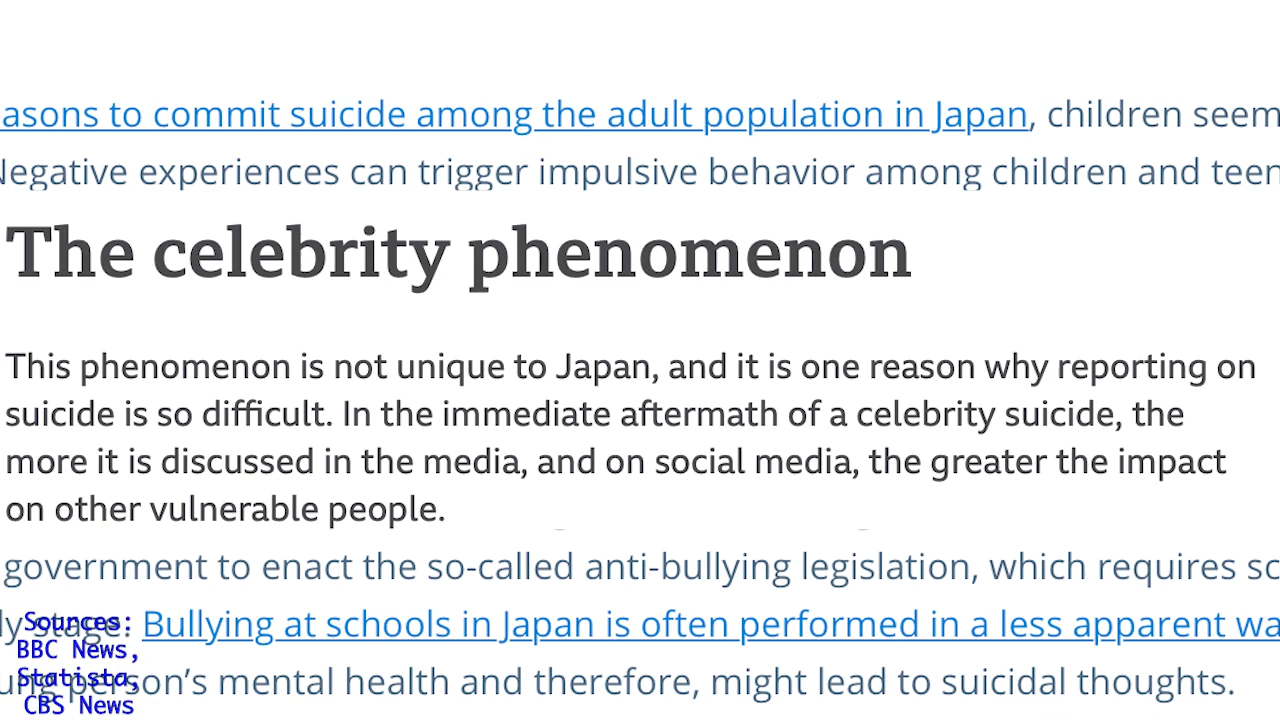 asons to commit suicide among the adult population in Japan, children seem
Negative experiences can trigger impulsive behavior among children and teen
The celebrity phenomenon
This phenomenon is not unique to Japan, and it is one reason why reporting on
suicide is so difficult. In the immediate aftermath of a celebrity suicide, the
more it is discussed in the media, and on social media, the greater the impact
on other vulnerable people.
government to enact the so-called anti-bullying legislation, which requires sc
ly stage. Bullying at schools in Japan is often performed in a less apparent wa
ung person's mental health and therefore, might lead to suicidal thoughts.
Sources:
BBC News,
Statista,
CBS News